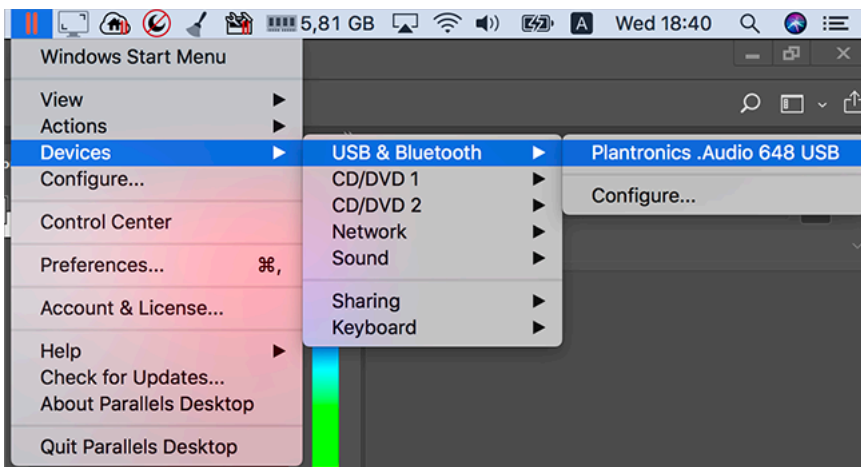 5,81 GB A Wed 18:40
Windows Start Menu
View
Actions
Devices
Configure...
Control Center
Preferences... ⌘,
Account & License...
Help
Check for Updates...
About Parallels Desktop
Quit Parallels Desktop
USB & Bluetooth
CD/DVD 1
CD/DVD 2
Network
Sound
Sharing
Keyboard
Plantronics .Audio 648 USB
Configure...